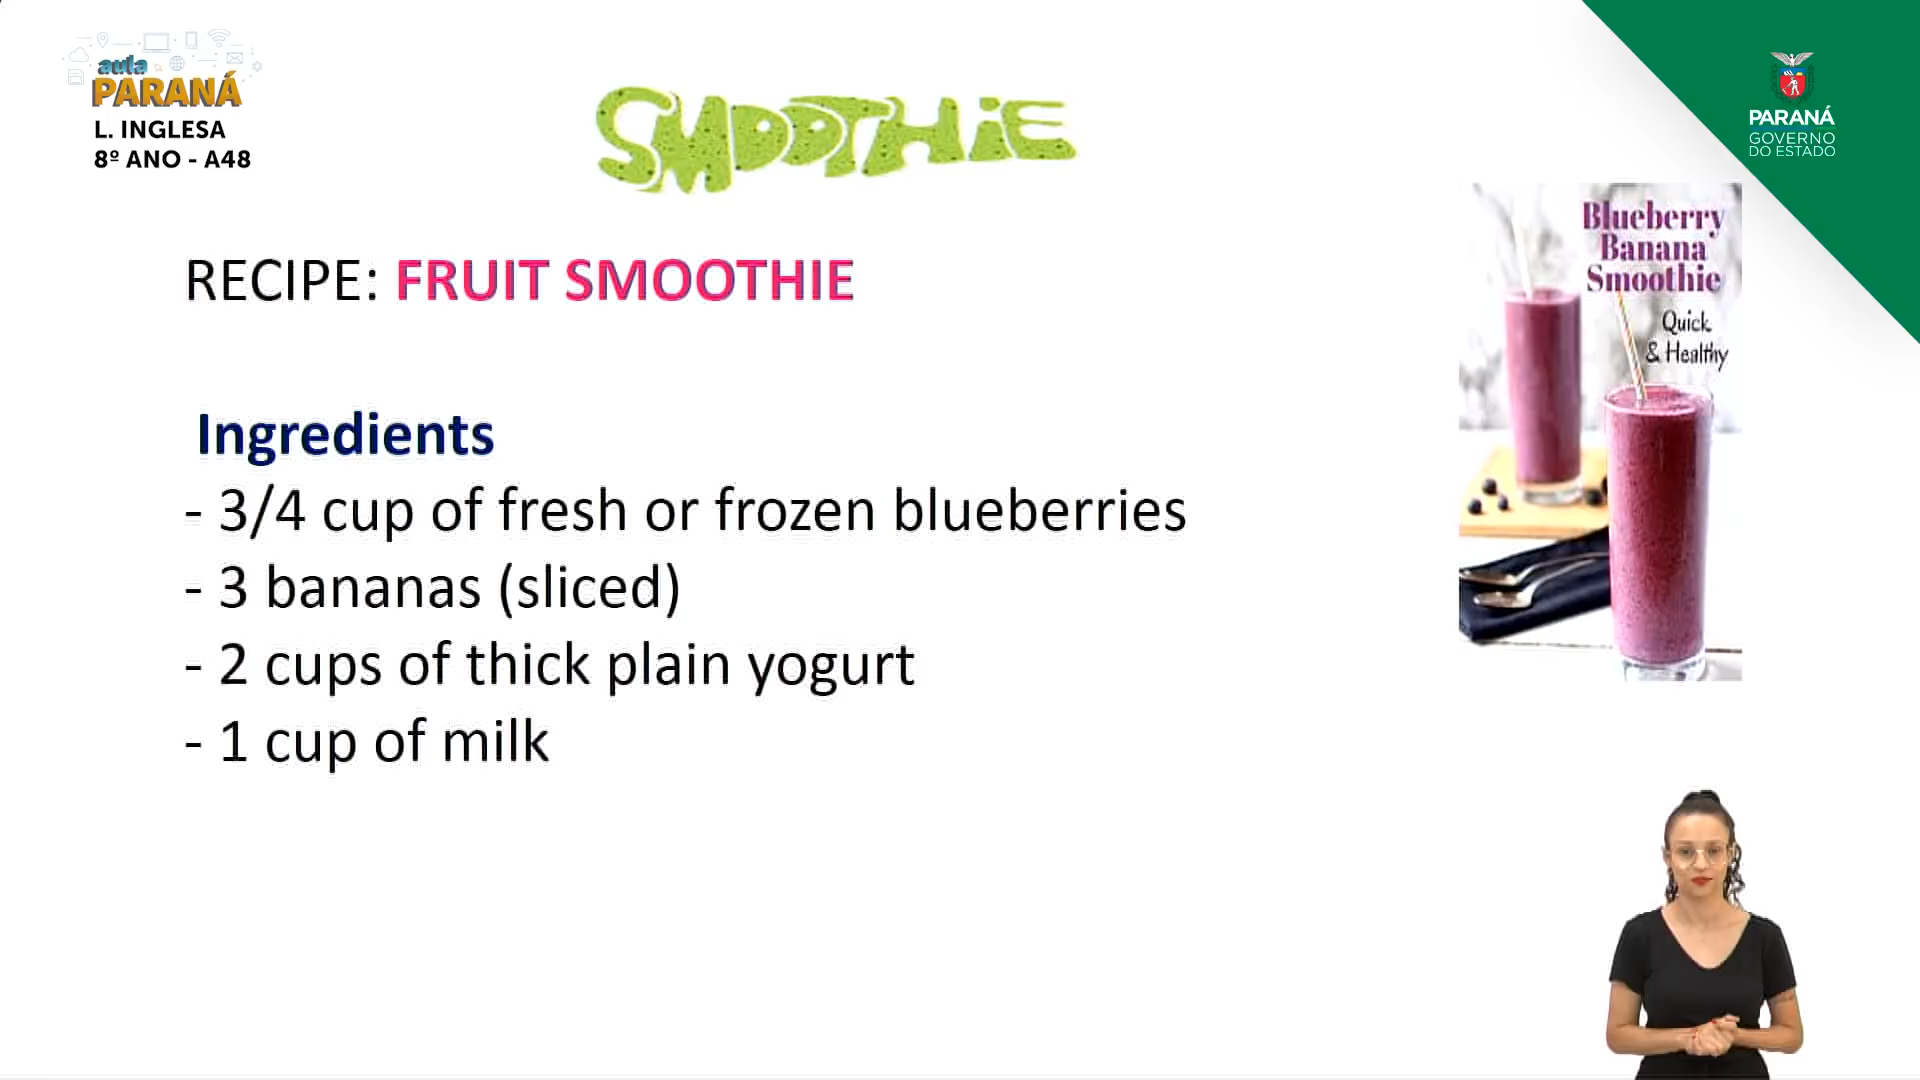 aula
PARANÁ
L. INGLESA
8º ANO - A48
SMOOTHiE
PARANÁ
GOVERNO
DO ESTADO
RECIPE: FRUIT SMOOTHIE
Blueberry
Banana
Smoothie
Quick
& Healthy
Ingredients
- 3/4 cup of fresh or frozen blueberries
- 3 bananas (sliced)
- 2 cups of thick plain yogurt
- 1 cup of milk